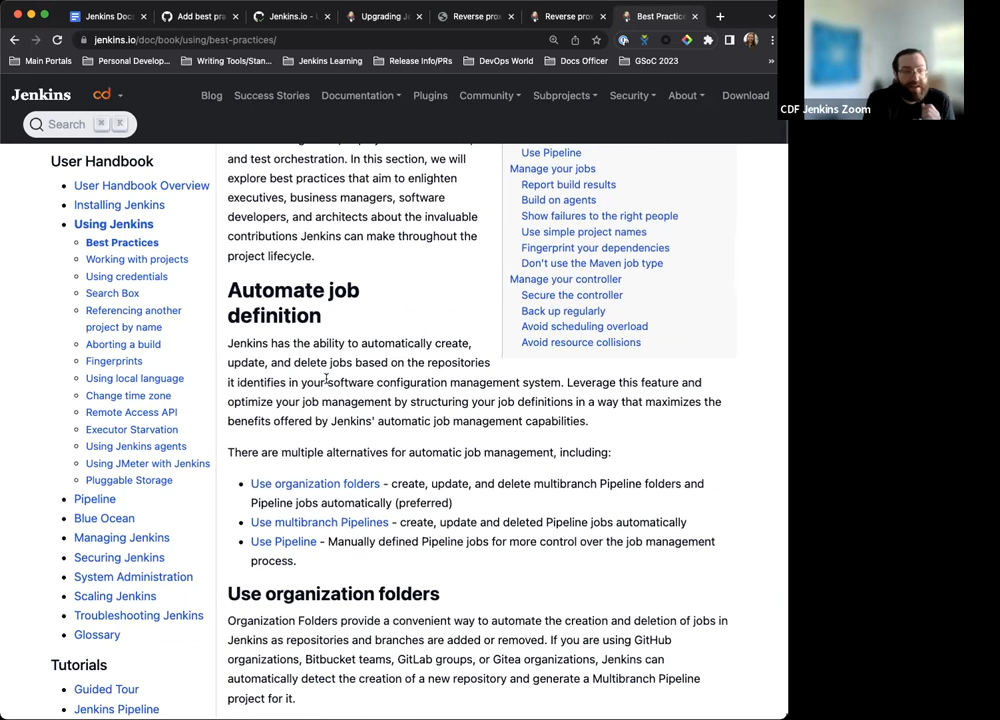 Jenkins Doc
Add best pra
Jenkins.io -
Upgrading Je
Reverse prox
Reverse prox
Best Practic
jenkins.io/doc/book/using/best-practices/
Main Portals
Personal Develop...
Writing Tools/Stan...
Jenkins Learning
Release Info/PRs
DevOps World
Docs Officer
GSoC 2023
»
Jenkins
cd
Blog
Success Stories
Documentation
Plugins
Community
Subprojects
Security
About
Download
Search ⌘ K
CDF Jenkins Zoom
User Handbook
User Handbook Overview
Installing Jenkins
Using Jenkins
Best Practices
Working with projects
Using credentials
Search Box
Referencing another
project by name
Aborting a build
Fingerprints
Using local language
Change time zone
Remote Access API
Executor Starvation
Using Jenkins agents
Using JMeter with Jenkins
Pluggable Storage
Pipeline
Blue Ocean
Managing Jenkins
Securing Jenkins
System Administration
Scaling Jenkins
Troubleshooting Jenkins
Glossary
Tutorials
Guided Tour
Jenkins Pipeline
and test orchestration. In this section, we will
explore best practices that aim to enlighten
executives, business managers, software
developers, and architects about the invaluable
contributions Jenkins can make throughout the
project lifecycle.
Use Pipeline
Manage your jobs
Report build results
Build on agents
Show failures to the right people
Use simple project names
Fingerprint your dependencies
Don't use the Maven job type
Manage your controller
Secure the controller
Back up regularly
Avoid scheduling overload
Avoid resource collisions
Automate job
definition
Jenkins has the ability to automatically create,
update, and delete jobs based on the repositories
it identifies in your software configuration management system. Leverage this feature and
optimize your job management by structuring your job definitions in a way that maximizes the
benefits offered by Jenkins' automatic job management capabilities.
There are multiple alternatives for automatic job management, including:
Use organization folders - create, update, and delete multibranch Pipeline folders and
Pipeline jobs automatically (preferred)
Use multibranch Pipelines - create, update and deleted Pipeline jobs automatically
Use Pipeline - Manually defined Pipeline jobs for more control over the job management
process.
Use organization folders
Organization Folders provide a convenient way to automate the creation and deletion of jobs in
Jenkins as repositories and branches are added or removed. If you are using GitHub
organizations, Bitbucket teams, GitLab groups, or Gitea organizations, Jenkins can
automatically detect the creation of a new repository and generate a Multibranch Pipeline
project for it.